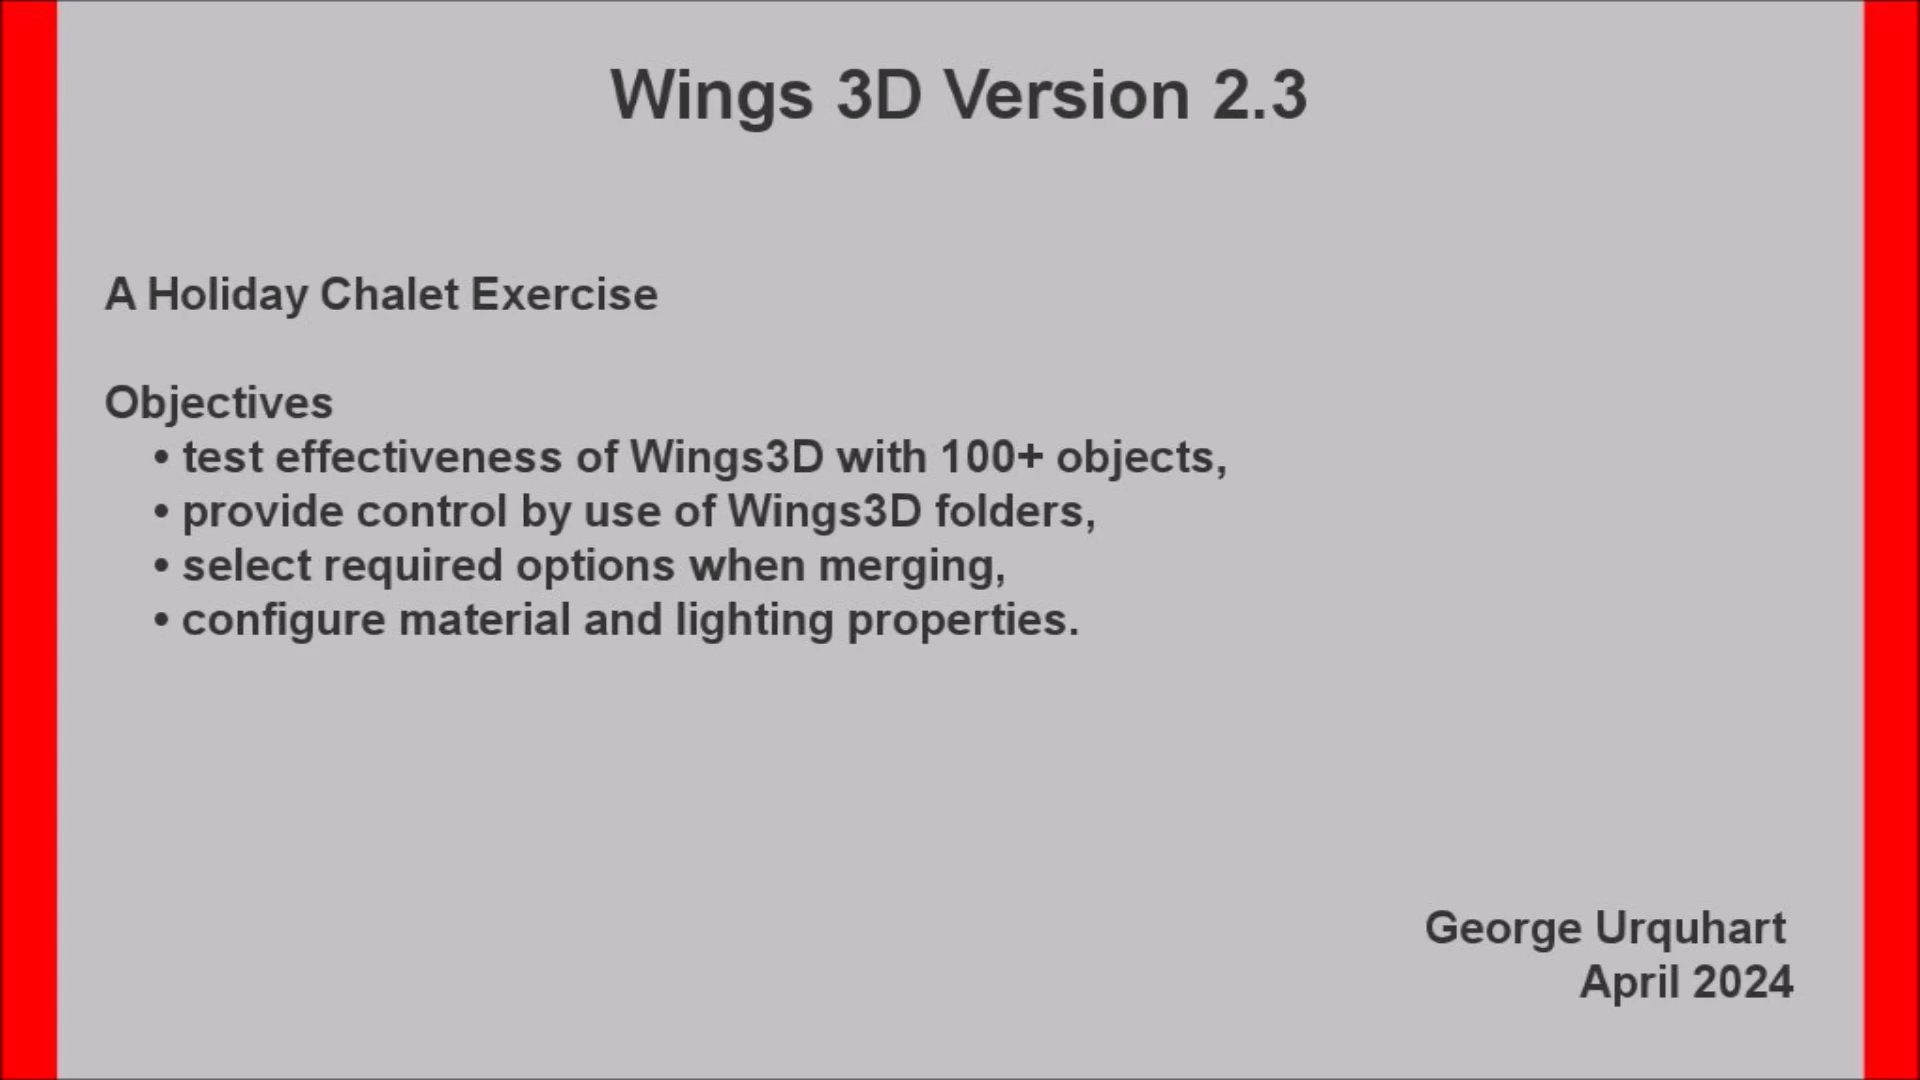 Wings 3D Version 2.3
A Holiday Chalet Exercise
Objectives
• test effectiveness of Wings3D with 100+ objects,
• provide control by use of Wings3D folders,
• select required options when merging,
• configure material and lighting properties.
George Urquhart
April 2024